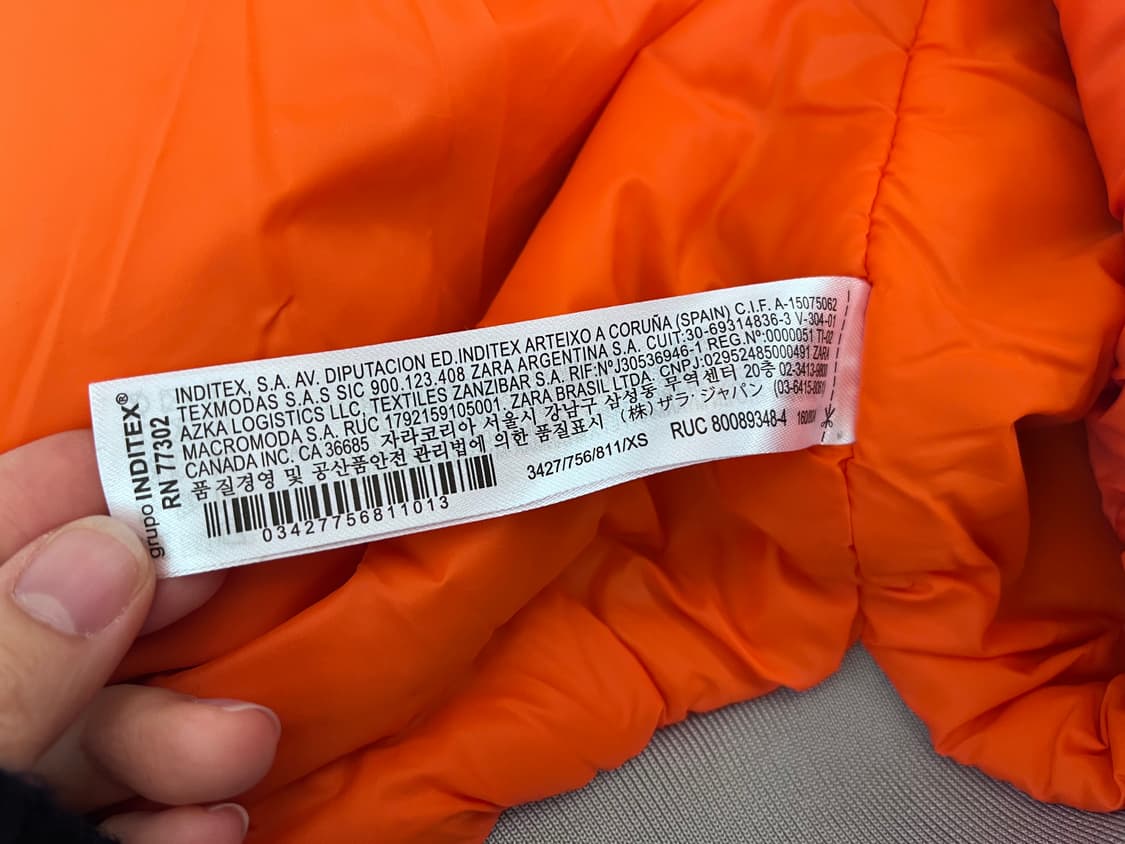 grupo INDITEX®
RN 77302
INDITEX, S.A. AV. DIPUTACION ED.INDITEX ARTEIXO A CORUÑA (SPAIN) C.I.F. A-15075062
TEXMODAS S.A.S SIC 900.123.408 ZARA ARGENTINA S.A. CUIT:30-69314836-3 V-304-01
AZKA LOGISTICS LLC, TEXTILES ZANZIBAR S.A. RIF:NºJ30536946-1 REG.Nº:0000051 TI-02
MACROMODA S.A. RUC 1792159105001, ZARA BRASIL LTDA, CNPJ:02952485000491 ZARA
CANADA INC. CA 36685 자라코리아 서울시 강남구 삼성동 무역센터 20층 02-3413-9800
품질경영 및 공산품안전 관리법에 의한 품질표시 (株) ザラ・ジャパン (03-6415-8061)
3427/756/811/XS RUC 80089348-4
03427756811013